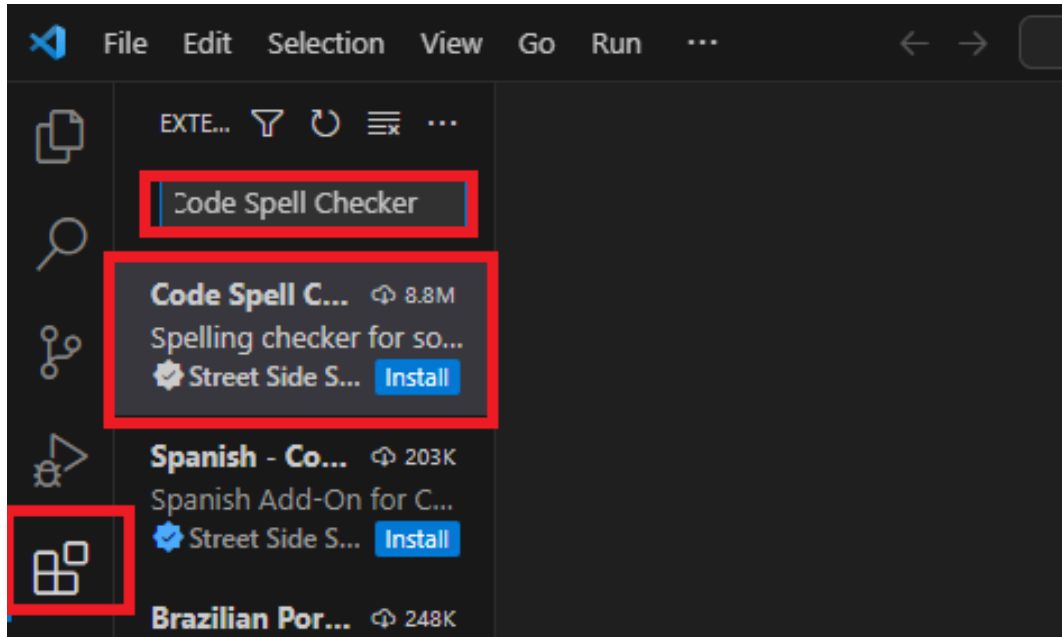 File Edit Selection View Go Run ...
EXTE... ...
Code Spell Checker
Code Spell C... 8.8M
Spelling checker for so...
Street Side S... Install
Spanish - Co... 203K
Spanish Add-On for C...
Street Side S... Install
Brazilian Por... 248K